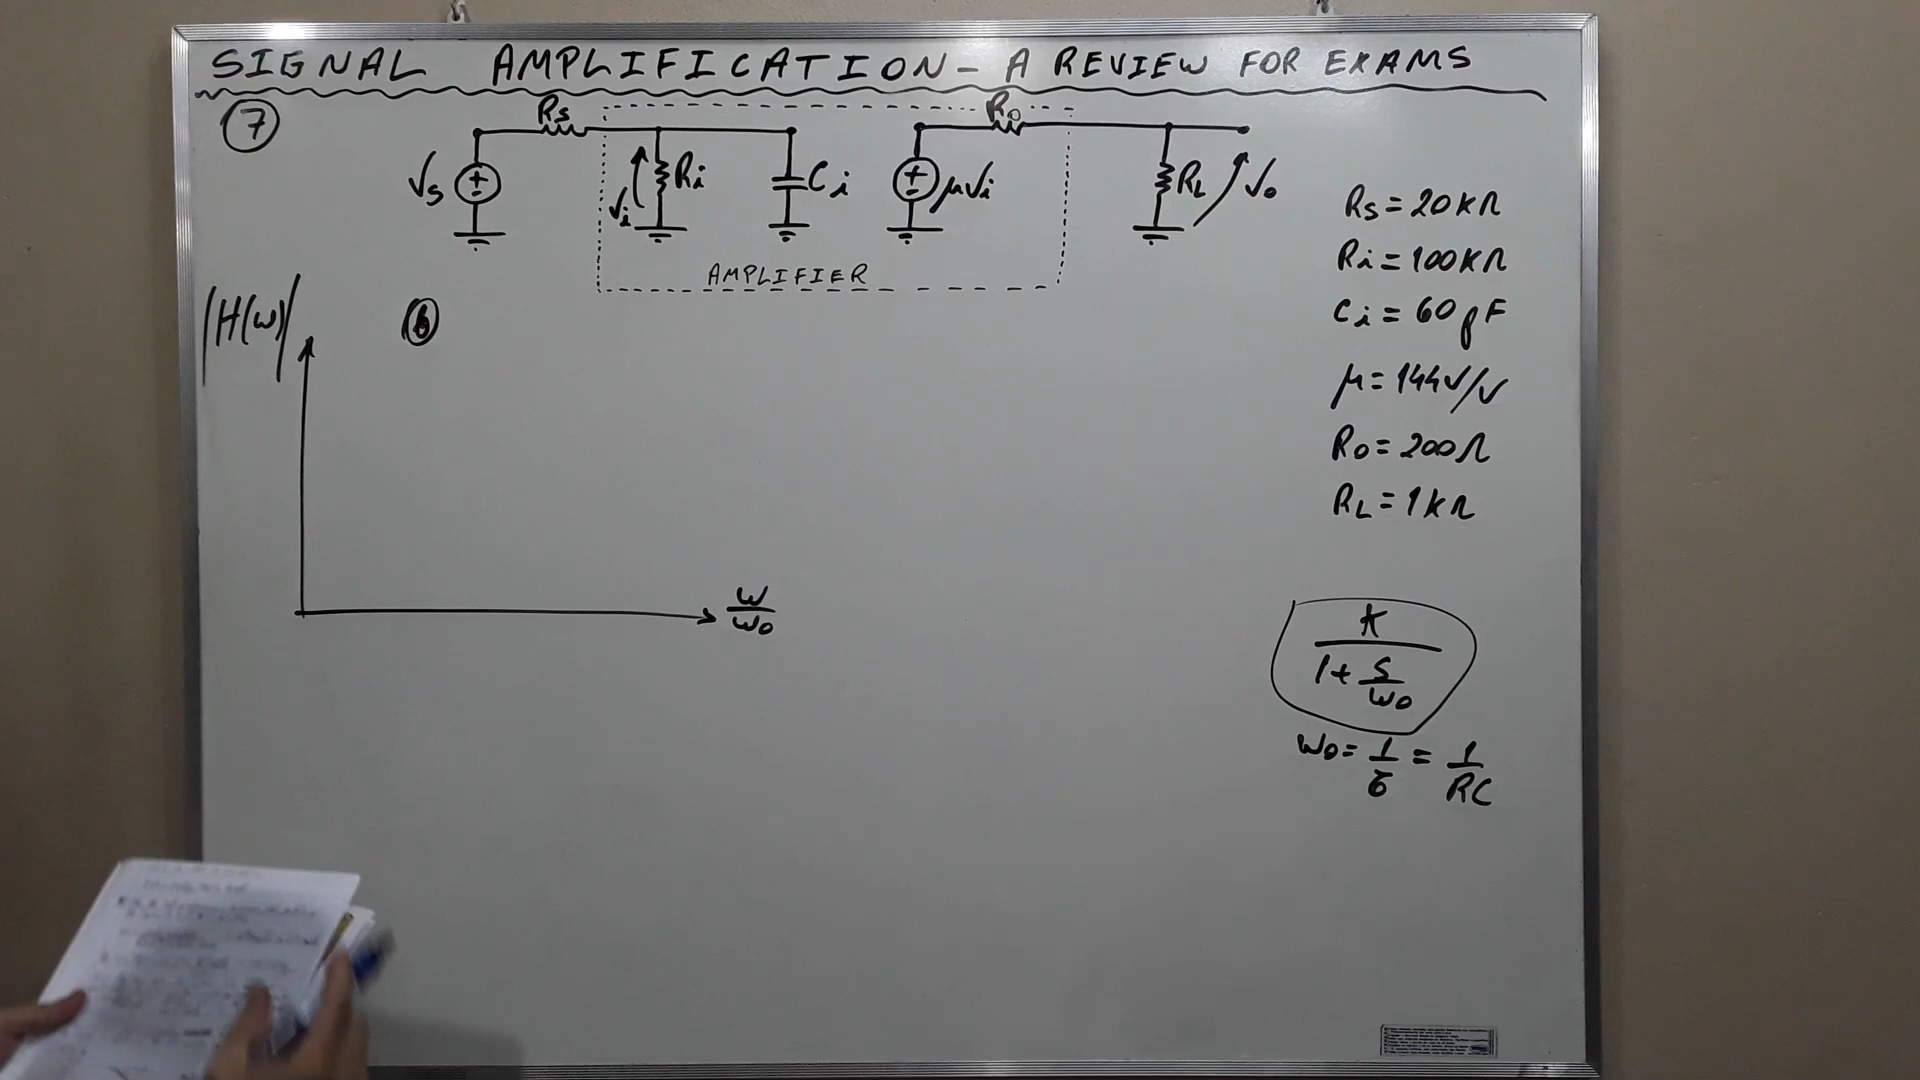 SIGNAL AMPLIFICATION - A REVIEW FOR EXAMS
7
Rs
Ro
Vs
Vi
Ri
Ci
μVi
RL
Vo
AMPLIFIER
Rs = 20kΩ
Ri = 100kΩ
Ci = 60pF
μ = 144V/V
Ro = 200Ω
RL = 1kΩ
|H(ω)|
ω/ω0
K/(1 + S/ω0)
ω0 = 1/τ = 1/RC